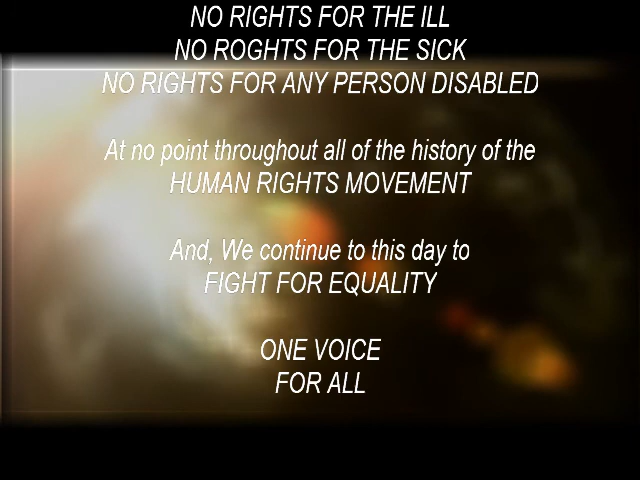 NO RIGHTS FOR THE ILL
NO ROGHTS FOR THE SICK
NO RIGHTS FOR ANY PERSON DISABLED
At no point throughout all of the history of the
HUMAN RIGHTS MOVEMENT
And, We continue to this day to
FIGHT FOR EQUALITY
ONE VOICE
FOR ALL